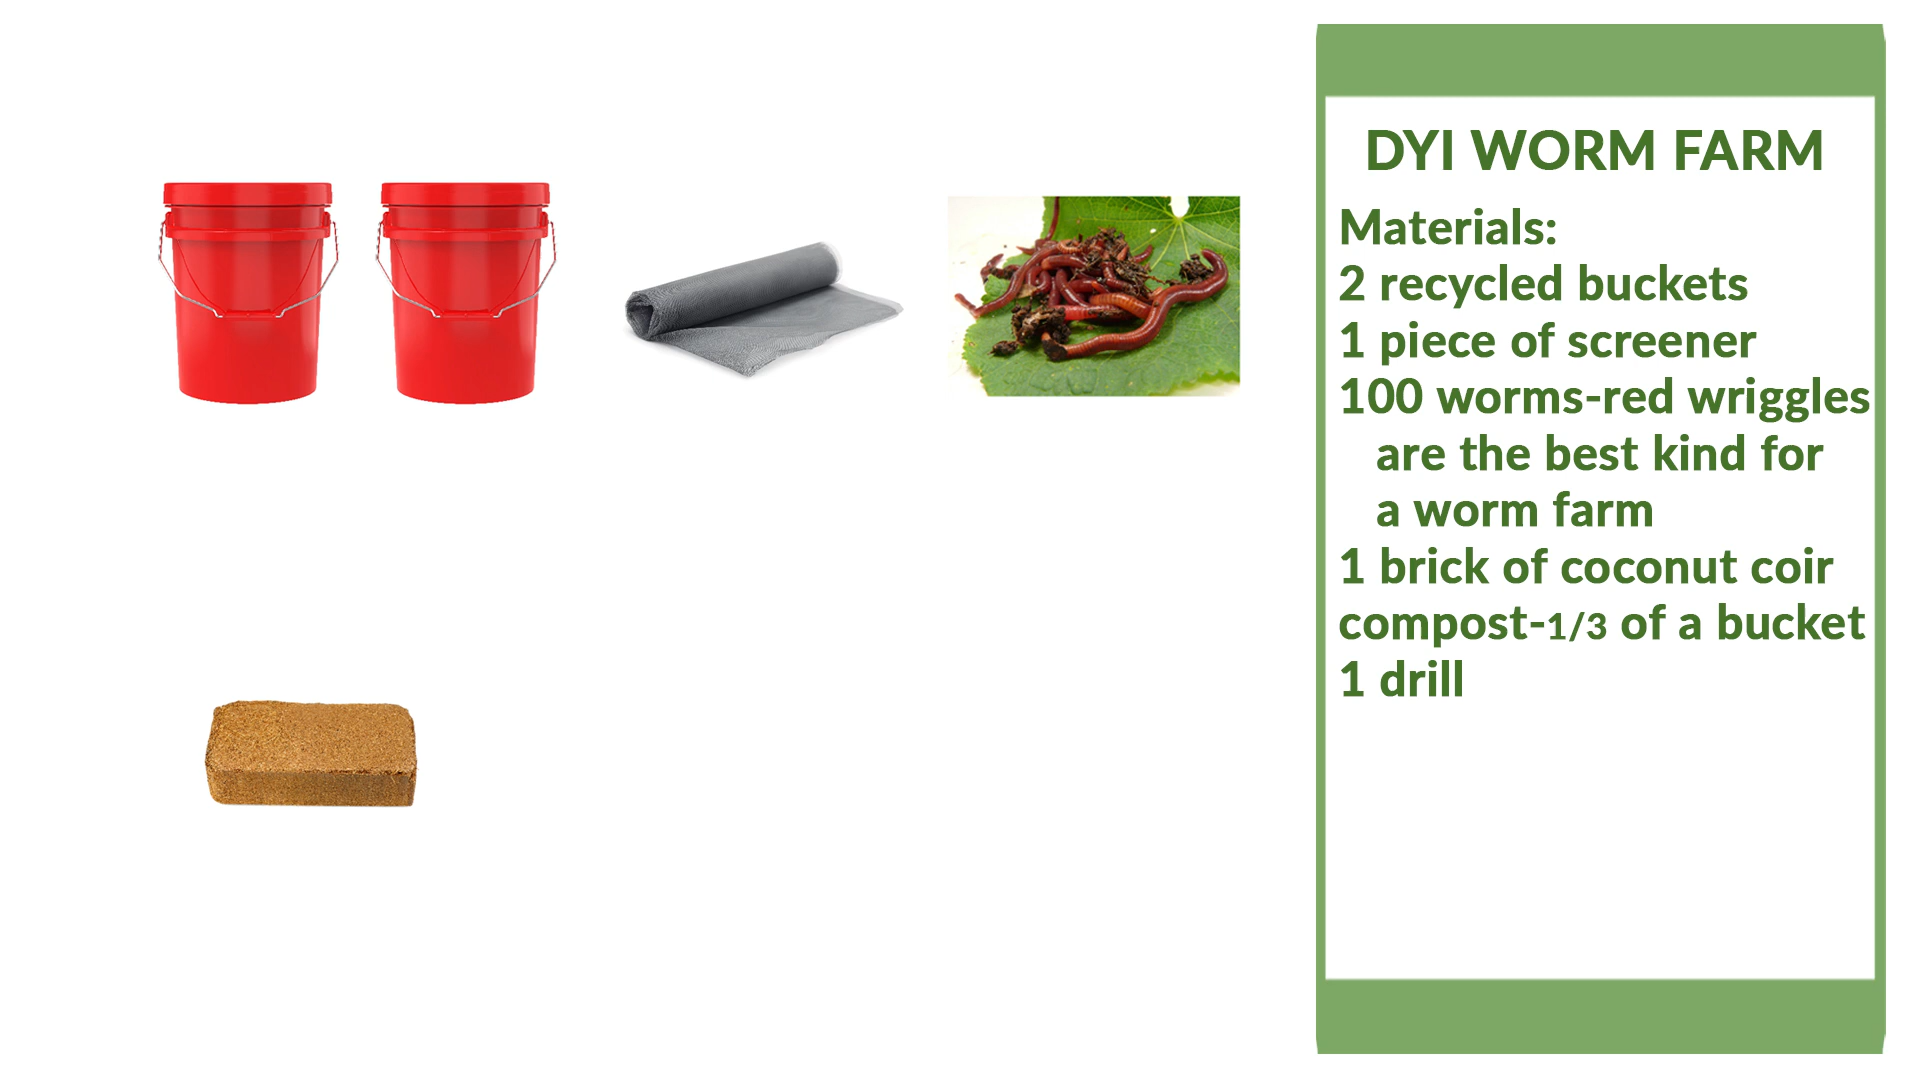 DYI WORM FARM
Materials:
2 recycled buckets
1 piece of screener
100 worms-red wriggles
are the best kind for
a worm farm
1 brick of coconut coir
compost-1/3 of a bucket
1 drill